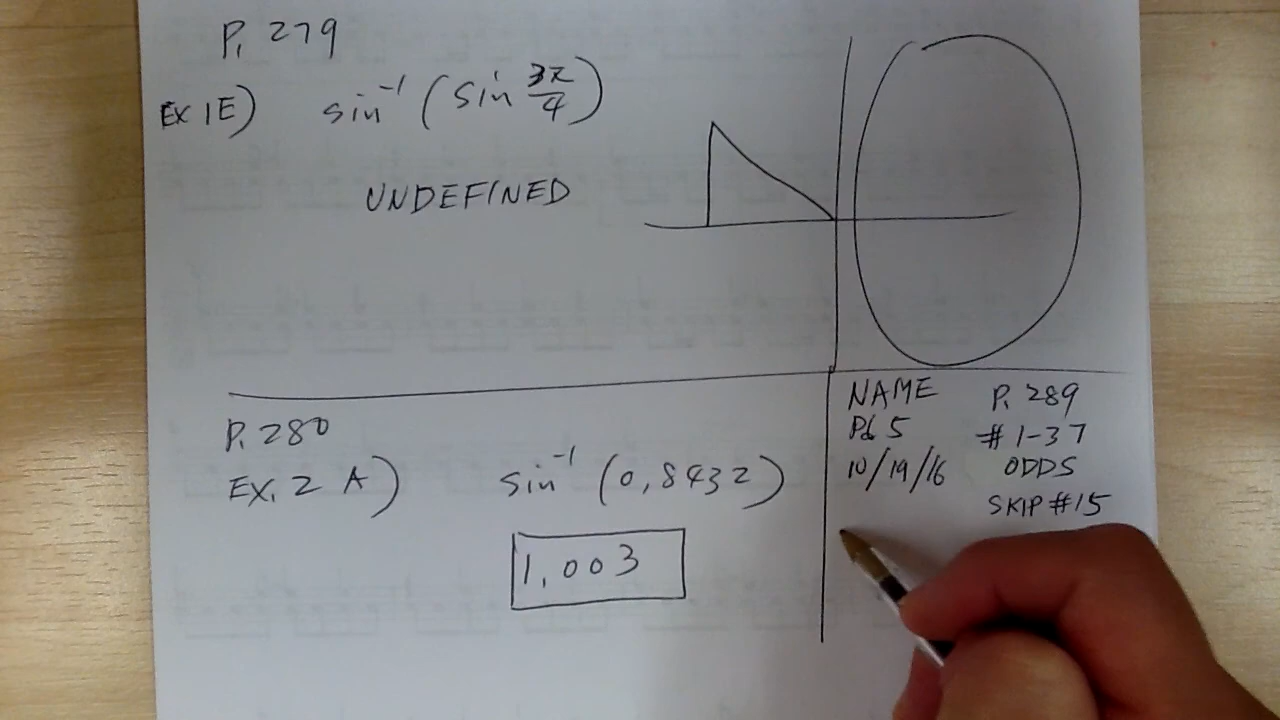 P. 279
EX 1E) sin⁻¹ (sin 3π/4)
UNDEFINED
P. 280
EX. 2 A) sin⁻¹ (0.8432)
1.003
NAME P. 289
Pd 5 # 1-37
10/19/16 ODDS
SKIP #15